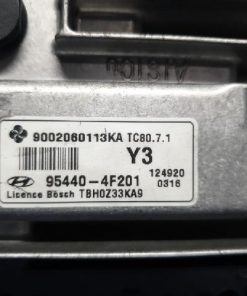 9002060113KA TC80.7.1
Y3
124920
95440-4F201 0316
Licence Bosch TBH0Z33KA9